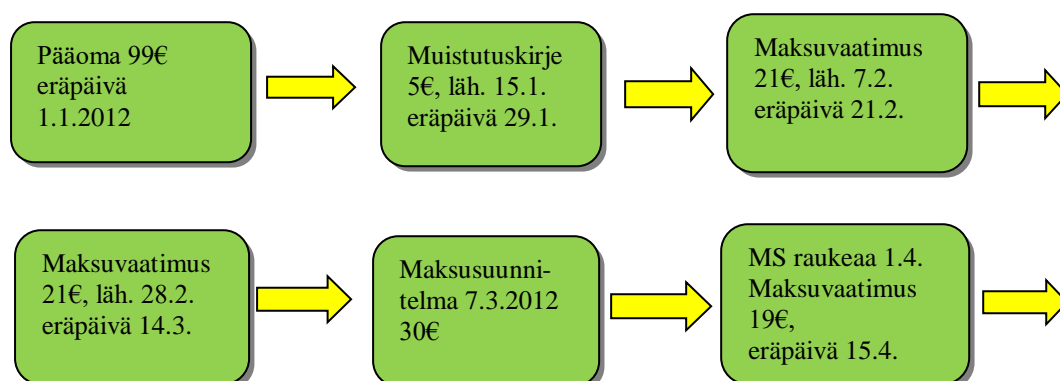 Pääoma 99€
eräpäivä
1.1.2012
Muistutuskirje
5€, läh. 15.1.
eräpäivä 29.1.
Maksuvaatimus
21€, läh. 7.2.
eräpäivä 21.2.
Maksuvaatimus
21€, läh. 28.2.
eräpäivä 14.3.
Maksusuunni-
telma 7.3.2012
30€
MS raukeaa 1.4.
Maksuvaatimus
19€,
eräpäivä 15.4.